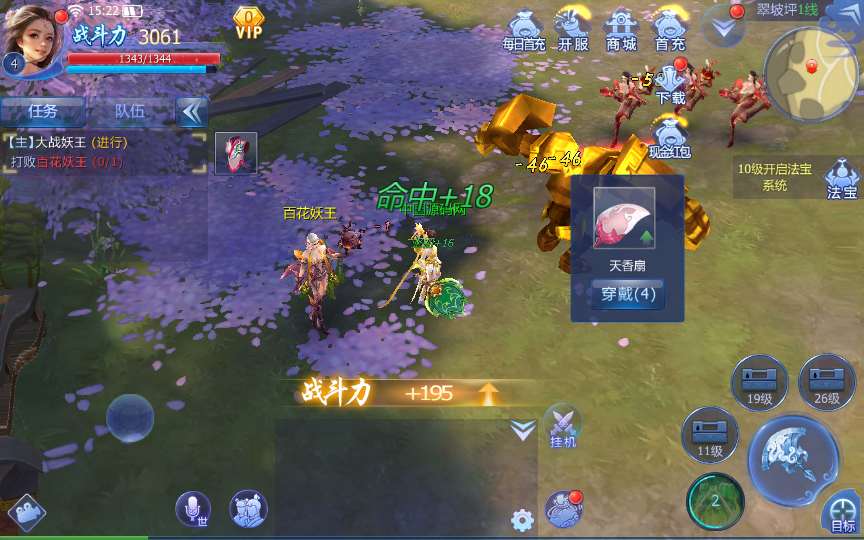 15:22
VIP
战斗力 3061
4
1343/1344
每日首充
开服
商城
首充
翠坡坪1线
下载
现金红包
任务
队伍
【主】大战妖王 (进行)
打败百花妖王 (0/1)
10级开启法宝
系统
法宝
-46
-46
-5
命中+18
百花妖王
天香扇
穿戴(4)
战斗力 +195
19级
26级
11级
挂机
2
世
目标